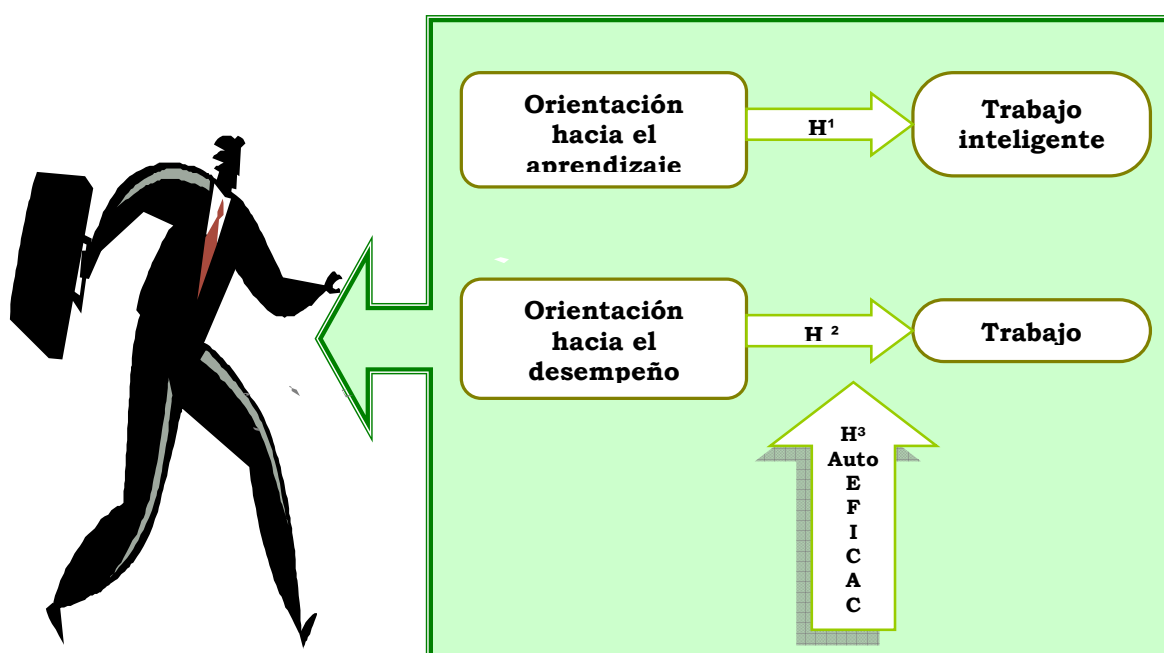 Orientación
hacia el
aprendizaje
H¹
Trabajo
inteligente
Orientación
hacia el
desempeño
H ²
Trabajo
H³
Auto
E
F
I
C
A
C